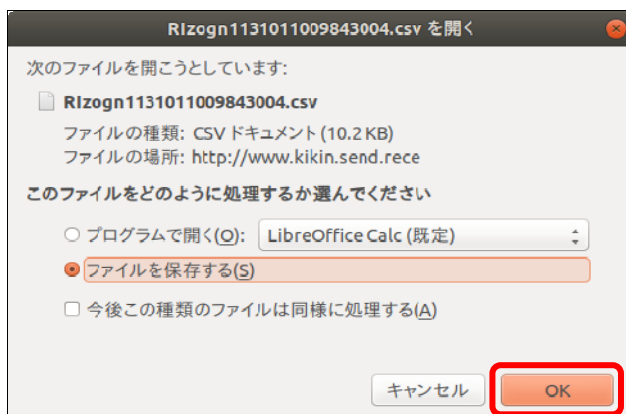 RIzogn1131011009843004.csv を開く
次のファイルを開こうとしています:
RIzogn1131011009843004.csv
ファイルの種類: CSV ドキュメント (10.2 KB)
ファイルの場所: http://www.kikin.send.rece
このファイルをどのように処理するか選んでください
プログラムで開く(O): LibreOffice Calc (既定)
ファイルを保存する(S)
今後この種類のファイルは同様に処理する(A)
キャンセル OK